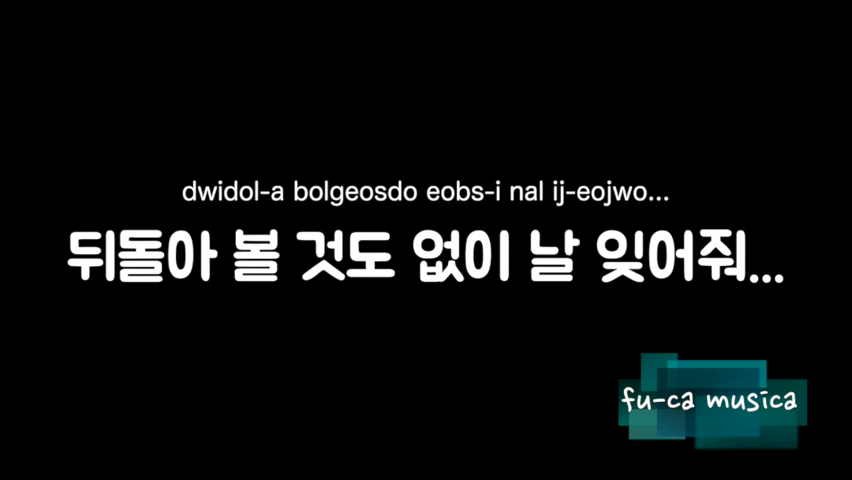 dwidol-a bolgeosdo eobs-i nal ij-eojwo...
뒤돌아 볼 것도 없이 날 잊어줘...
fu-ca musica